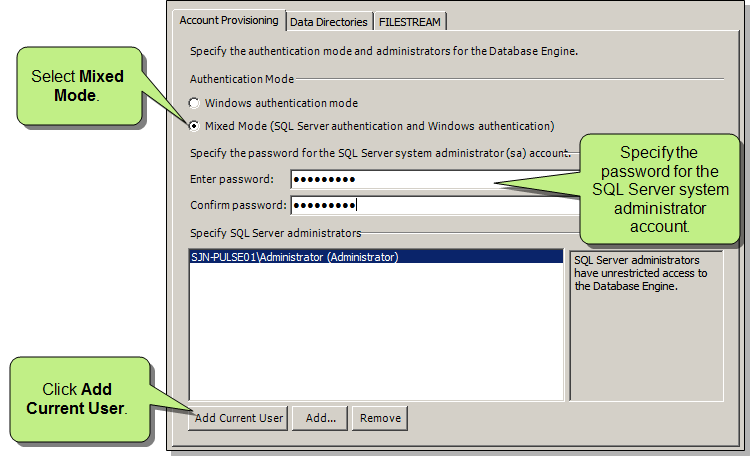 Account Provisioning
Data Directories
FILESTREAM
Specify the authentication mode and administrators for the Database Engine.
Select Mixed
Mode.
Authentication Mode
Windows authentication mode
Mixed Mode (SQL Server authentication and Windows authentication)
Specify the password for the SQL Server system administrator (sa) account.
Enter password:
Confirm password:
Specify the
password for the
SQL Server system
administrator
account.
Specify SQL Server administrators
SJN-PULSE01\Administrator (Administrator)
SQL Server administrators
have unrestricted access to
the Database Engine.
Click Add
Current User.
Add Current User
Add...
Remove